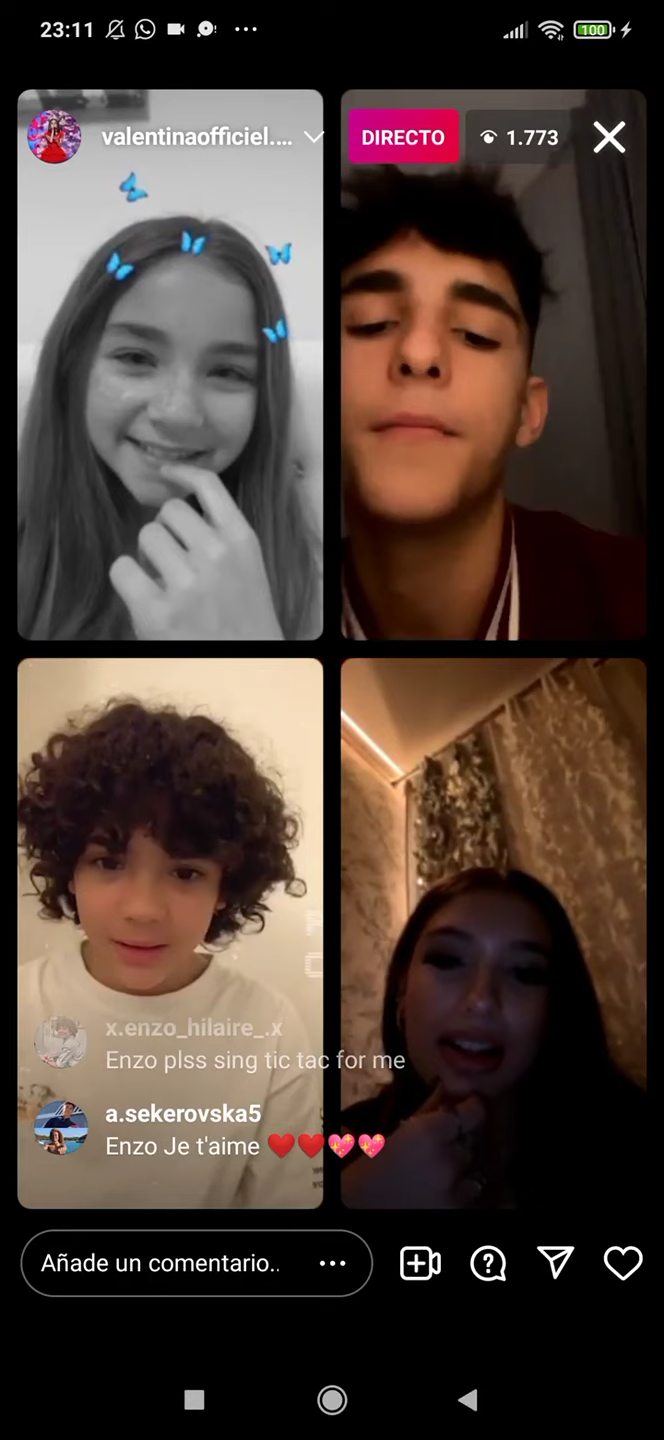 23:11
100
valentinaofficiel....
DIRECTO
1.773
x.enzo_hilaire_.x
Enzo plss sing tic tac for me
a.sekerovska5
Enzo Je t'aime ❤️❤️💖💖
Añade un comentario..